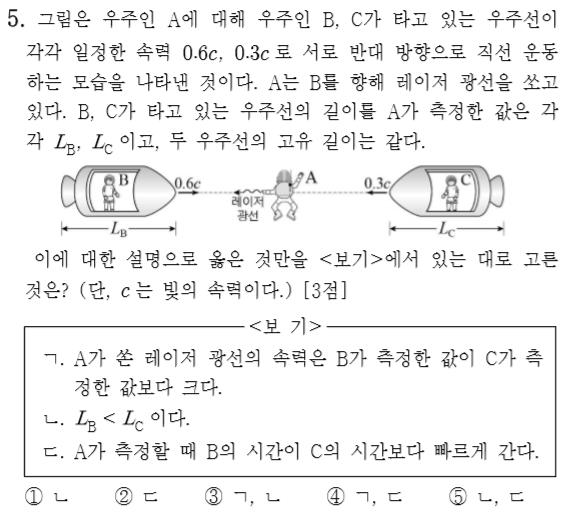 5. 그림은 우주인 A에 대해 우주인 B, C가 타고 있는 우주선이
각각 일정한 속력 0.6c, 0.3c로 서로 반대 방향으로 직선 운동
하는 모습을 나타낸 것이다. A는 B를 향해 레이저 광선을 쏘고
있다. B, C가 타고 있는 우주선의 길이를 A가 측정한 값은 각
각 L_B, L_C이고, 두 우주선의 고유 길이는 같다.
B 0.6c 레이저 광선 A 0.3c C
L_B L_C
이에 대한 설명으로 옳은 것만을 <보기>에서 있는 대로 고른
것은? (단, c는 빛의 속력이다.) [3점]
<보 기>
ㄱ. A가 쏜 레이저 광선의 속력은 B가 측정한 값이 C가 측
정한 값보다 크다.
ㄴ. L_B < L_C이다.
ㄷ. A가 측정할 때 B의 시간이 C의 시간보다 빠르게 간다.
① ㄴ ② ㄷ ③ ㄱ, ㄴ ④ ㄱ, ㄷ ⑤ ㄴ, ㄷ